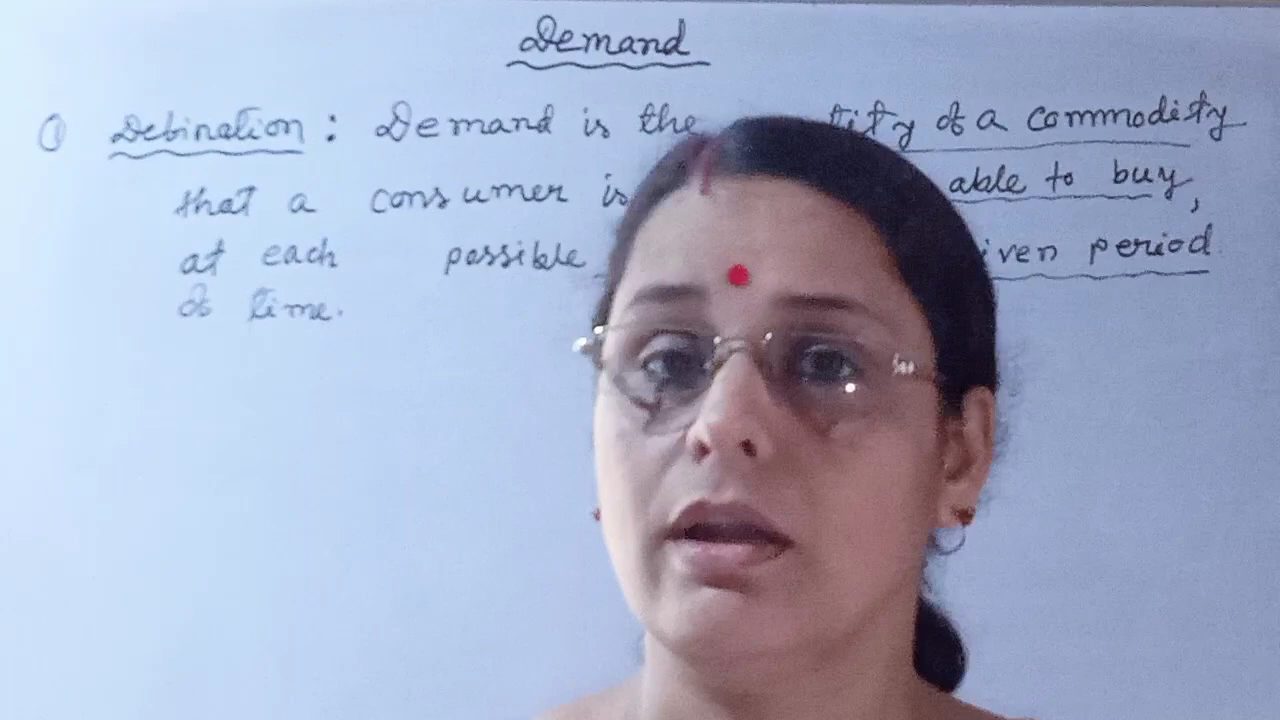 Demand
① Debination : Demand is the tity of a commodity
that a consumer is able to buy,
at each possible iven period
of time.